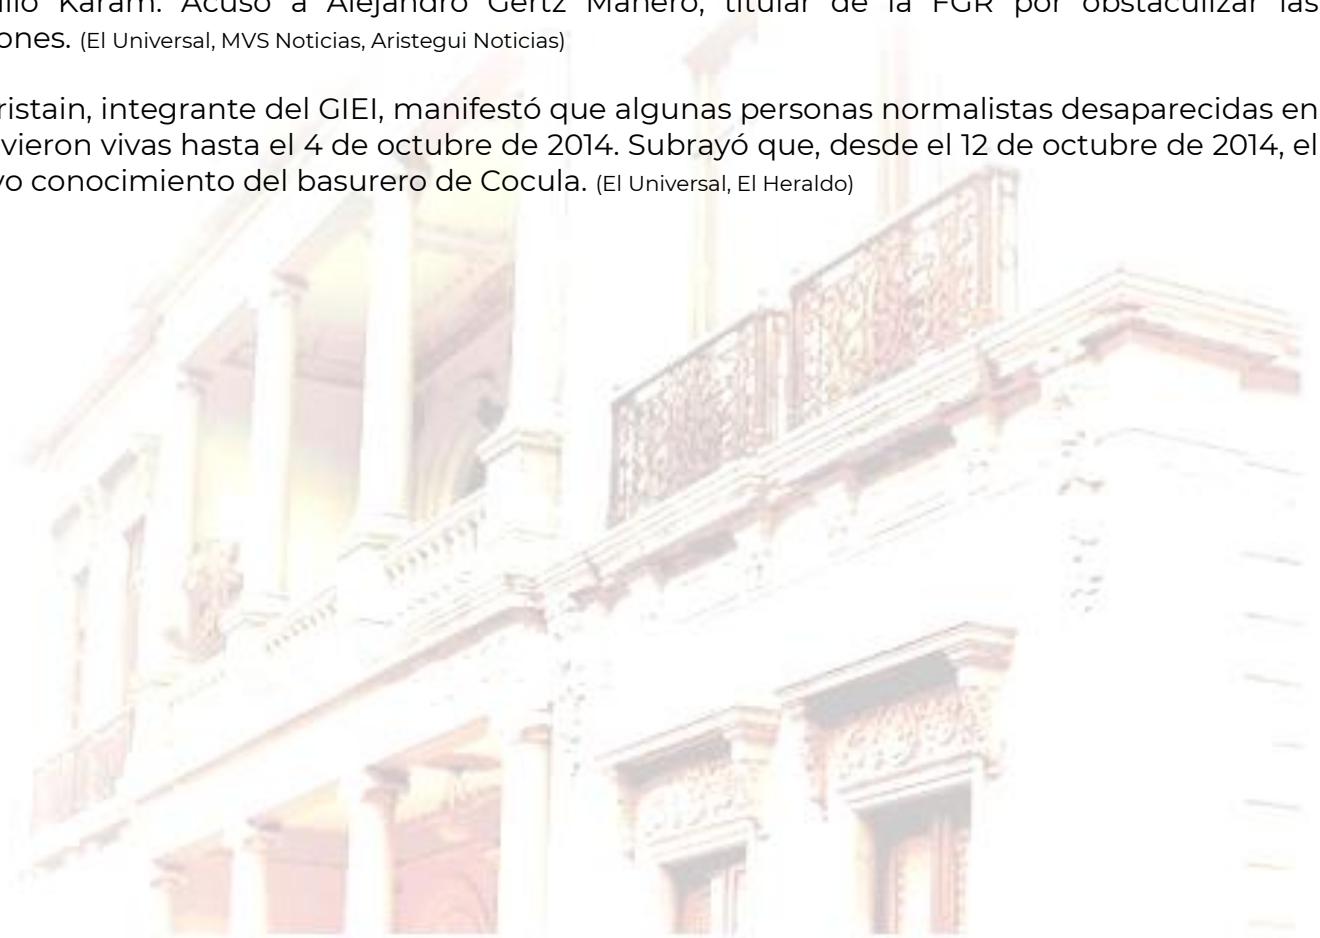 Karam. Acusó a Alejandro Gertz Manero, titular de la FGR por obstaculizar las
ones. (El Universal, MVS Noticias, Aristegui Noticias)
ristain, integrante del GIEI, manifestó que algunas personas normalistas desaparecidas en
vieron vivas hasta el 4 de octubre de 2014. Subrayó que, desde el 12 de octubre de 2014, el
vo conocimiento del basurero de Cocula. (El Universal, El Heraldo)